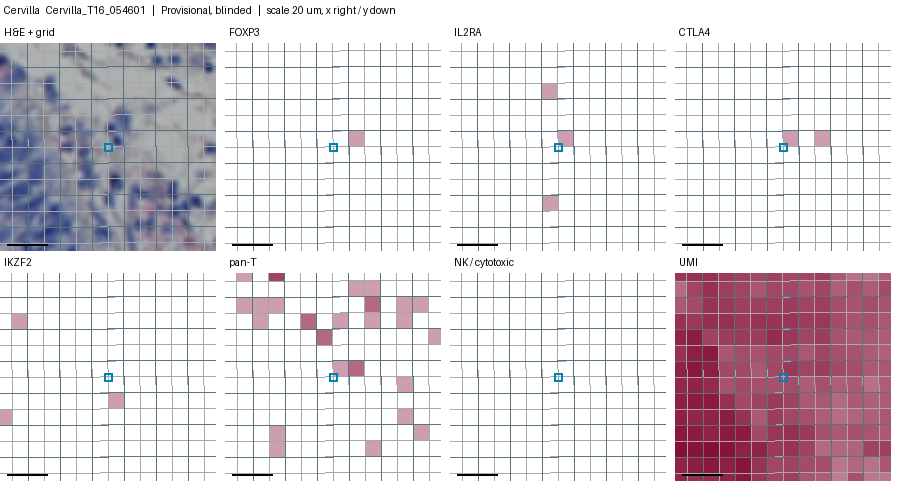 Cervilla Cervilla_T16_054601 | Provisional, blinded | scale 20 um, x right / y down
H&E + grid
FOXP3
IL2RA
CTLA4
IKZF2
pan-T
NK / cytotoxic
UMI